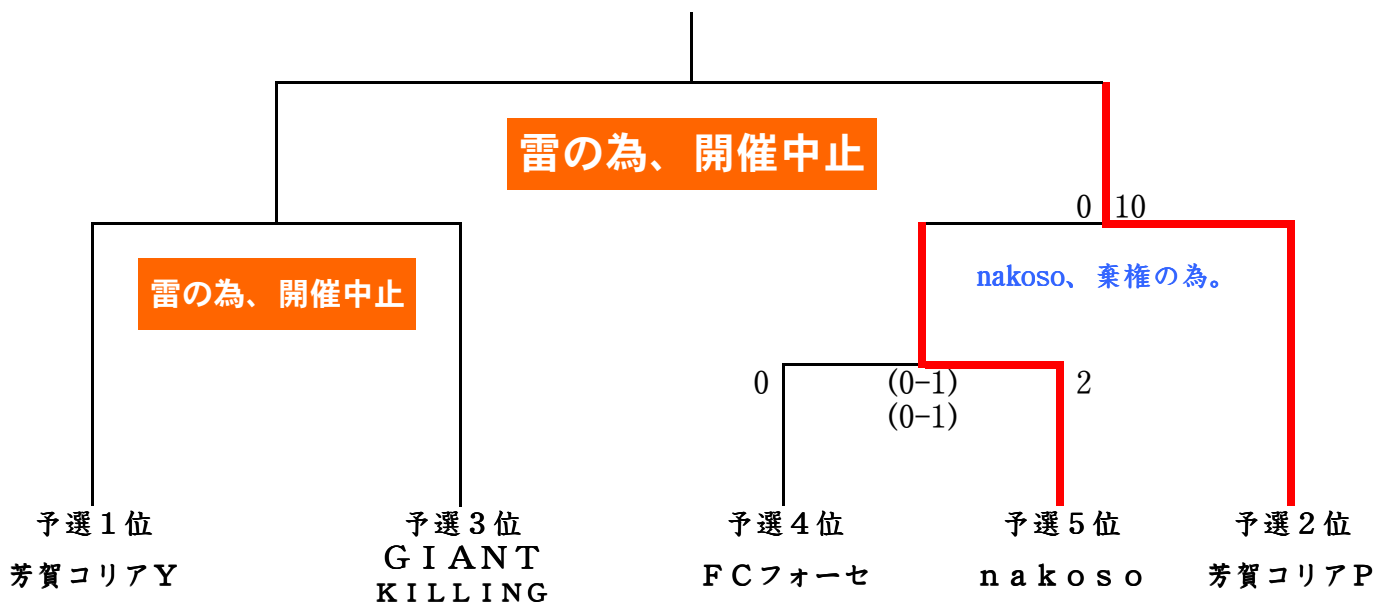 雷の為、開催中止
0 10
雷の為、開催中止
nakoso、棄権の為。
0 (0-1) 2
(0-1)
予選1位 予選3位 予選4位 予選5位 予選2位
芳賀コリアY GIANT KILLING FCフォーセ nakoso 芳賀コリアP